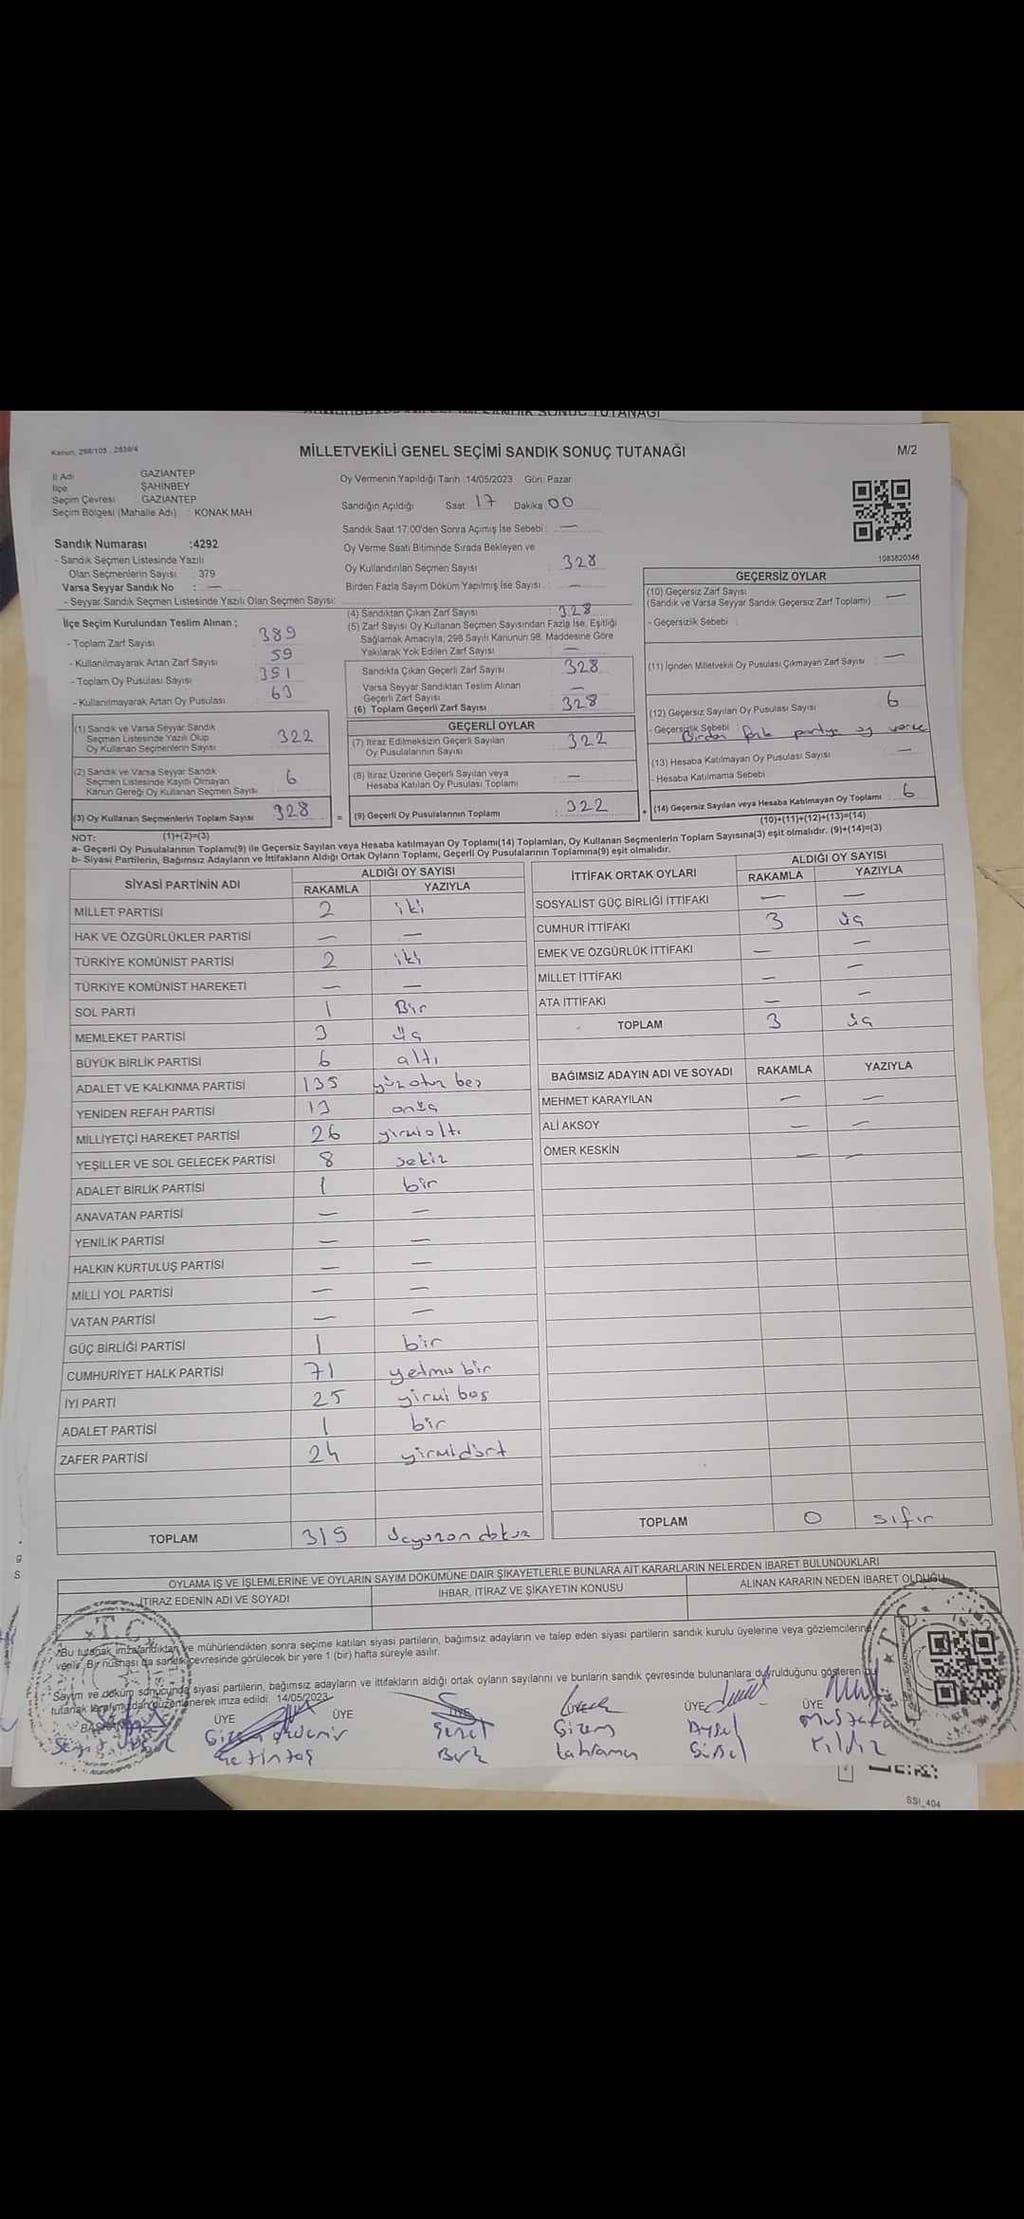 Kanun: 298/105 , 2839/4
MİLLETVEKİLİ GENEL SEÇİMİ SANDIK SONUÇ TUTANAĞI
M/2
İl Adı GAZİANTEP
İlçe ŞAHİNBEY
Seçim Çevresi GAZİANTEP
Seçim Bölgesi (Mahalle Adı) : KONAK MAH.
Oy Vermenin Yapıldığı Tarih :14/05/2023 Gün: Pazar
Sandığın Açıldığı Saat: 17 Dakika 00
Sandık Saat 17.00'den Sonra Açımış İse Sebebi : —
Oy Verme Saati Bitiminde Sırada Bekleyen ve
Oy Kullandırılan Seçmen Sayısı : 328
Birden Fazla Sayım Döküm Yapılmış İse Sayısı : —
1083820346
Sandık Numarası :4292
- Sandık Seçmen Listesinde Yazılı
Olan Seçmenlerin Sayısı : 379
Varsa Seyyar Sandık No : —
- Seyyar Sandık Seçmen Listesinde Yazılı Olan Seçmen Sayısı:
İlçe Seçim Kurulundan Teslim Alınan ;
- Toplam Zarf Sayısı : 389
- Kullanılmayarak Artan Zarf Sayısı : 59
- Toplam Oy Pusulası Sayısı : 391
- Kullanılmayarak Artan Oy Pusulası : 63
(1) Sandık ve Varsa Seyyar Sandık
Seçmen Listesinde Yazılı Olup
Oy Kullanan Seçmenlerin Sayısı : 322
(2) Sandık ve Varsa Seyyar Sandık
Seçmen Listesinde Kayıtlı Olmayan
Kanun Gereği Oy Kullanan Seçmen Sayısı : 6
(3) Oy Kullanan Seçmenlerin Toplam Sayısı : 328
(1)+(2)=(3)
(4) Sandıktan Çıkan Zarf Sayısı : 328
(5) Zarf Sayısı Oy Kullanan Seçmen Sayısından Fazla İse, Eşitliği
Sağlamak Amacıyla, 298 Sayılı Kanunun 98. Maddesine Göre
Yakılarak Yok Edilen Zarf Sayısı : —
Sandıkta Çıkan Geçerli Zarf Sayısı : 328
Varsa Seyyar Sandıktan Teslim Alınan
Geçerli Zarf Sayısı : —
(6) Toplam Geçerli Zarf Sayısı : 328
GEÇERLİ OYLAR
(7) İtiraz Edilmeksizin Geçerli Sayılan
Oy Pusulalarının Sayısı : 322
(8) İtiraz Üzerine Geçerli Sayılan veya
Hesaba Katılan Oy Pusulası Toplamı : —
= (9) Geçerli Oy Pusulalarının Toplamı : 322
GEÇERSİZ OYLAR
(10) Geçersiz Zarf Sayısı
(Sandık ve Varsa Seyyar Sandık Geçersiz Zarf Toplamı) : —
- Geçersizlik Sebebi :
(11) İçinden Milletvekili Oy Pusulası Çıkmayan Zarf Sayısı : —
(12) Geçersiz Sayılan Oy Pusulası Sayısı : 6
- Geçersizlik Sebebi : Birden fazla partiye oy verme
(13) Hesaba Katılmayan Oy Pusulası Sayısı : —
- Hesaba Katılmama Sebebi :
+ (14) Geçersiz Sayılan veya Hesaba Katılmayan Oy Toplamı : 6
(10)+(11)+(12)+(13)=(14)
NOT:
a- Geçerli Oy Pusulalarının Toplamı(9) ile Geçersiz Sayılan veya Hesaba katılmayan Oy Toplamı(14) Toplamları, Oy Kullanan Seçmenlerin Toplam Sayısına(3) eşit olmalıdır. (9)+(14)=(3)
b- Siyasi Partilerin, Bağımsız Adayların ve İttifakların Aldığı Ortak Oyların Toplamı, Geçerli Oy Pusulalarının Toplamına(9) eşit olmalıdır.
SİYASİ PARTİNİN ADI ALDIĞI OY SAYISI
RAKAMLA YAZIYLA
MİLLET PARTİSİ 2 iki
HAK VE ÖZGÜRLÜKLER PARTİSİ — —
TÜRKİYE KOMÜNİST PARTİSİ 2 iki
TÜRKİYE KOMÜNİST HAREKETİ — —
SOL PARTİ 1 Bir
MEMLEKET PARTİSİ 3 üç
BÜYÜK BİRLİK PARTİSİ 6 altı
ADALET VE KALKINMA PARTİSİ 135 yüz otuz beş
YENİDEN REFAH PARTİSİ 13 onüç
MİLLİYETÇİ HAREKET PARTİSİ 26 yirmi altı
YEŞİLLER VE SOL GELECEK PARTİSİ 8 sekiz
ADALET BİRLİK PARTİSİ 1 bir
ANAVATAN PARTİSİ — —
YENİLİK PARTİSİ — —
HALKIN KURTULUŞ PARTİSİ — —
MİLLİ YOL PARTİSİ — —
VATAN PARTİSİ — —
GÜÇ BİRLİĞİ PARTİSİ 1 bir
CUMHURİYET HALK PARTİSİ 71 yetmiş bir
İYİ PARTİ 25 yirmi beş
ADALET PARTİSİ 1 bir
ZAFER PARTİSİ 24 yirmidört
TOPLAM 319 üçyüzon dokuz
İTTİFAK ORTAK OYLARI ALDIĞI OY SAYISI
RAKAMLA YAZIYLA
SOSYALİST GÜÇ BİRLİĞİ İTTİFAKI — —
CUMHUR İTTİFAKI 3 üç
EMEK VE ÖZGÜRLÜK İTTİFAKI — —
MİLLET İTTİFAKI — —
ATA İTTİFAKI — —
TOPLAM 3 üç
BAĞIMSIZ ADAYIN ADI VE SOYADI RAKAMLA YAZIYLA
MEHMET KARAYILAN — —
ALİ AKSOY — —
ÖMER KESKİN — —
TOPLAM 0 sıfır
OYLAMA İŞ VE İŞLEMLERİNE VE OYLARIN SAYIM DÖKÜMÜNE DAİR ŞİKAYETLERLE BUNLARA AİT KARARLARIN NELERDEN İBARET BULUNDUKLARI
İTİRAZ EDENİN ADI VE SOYADI İHBAR, İTİRAZ VE ŞİKAYETİN KONUSU ALINAN KARARIN NEDEN İBARET OLDUĞU
T.C.
Bu tutanak imzalandıktan ve mühürlendikten sonra seçime katılan siyasi partilerin, bağımsız adayların ve talep eden siyasi partilerin sandık kurulu üyelerine veya gözlemcilerine
verilir. Bir nüshası da sandık çevresinde görülecek bir yere 1 (bir) hafta süreyle asılır.
Sayım ve döküm sonucunda siyasi partilerin, bağımsız adayların ve ittifakların aldığı ortak oyların sayılarını ve bunların sandık çevresinde bulunanlara duyrulduğunu gösteren bu
tutanak tarafımızdan düzenlenerek imza edildi. 14/05/2023
BAŞKAN ÜYE ÜYE ÜYE ÜYE ÜYE ÜYE
Şenel Gizem Aysel Mustafa
Çetintaş Berk Kahraman Yıldız
SSI_404